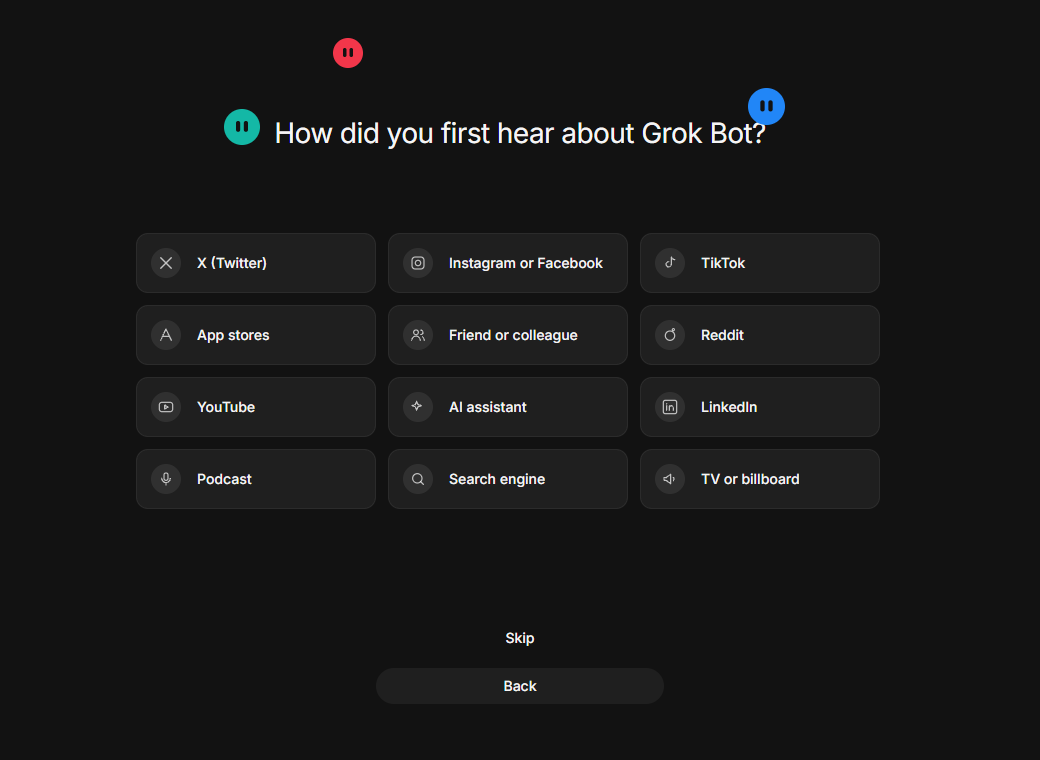 How did you first hear about Grok Bot?
X (Twitter)
Instagram or Facebook
TikTok
App stores
Friend or colleague
Reddit
YouTube
AI assistant
LinkedIn
Podcast
Search engine
TV or billboard
Skip
Back